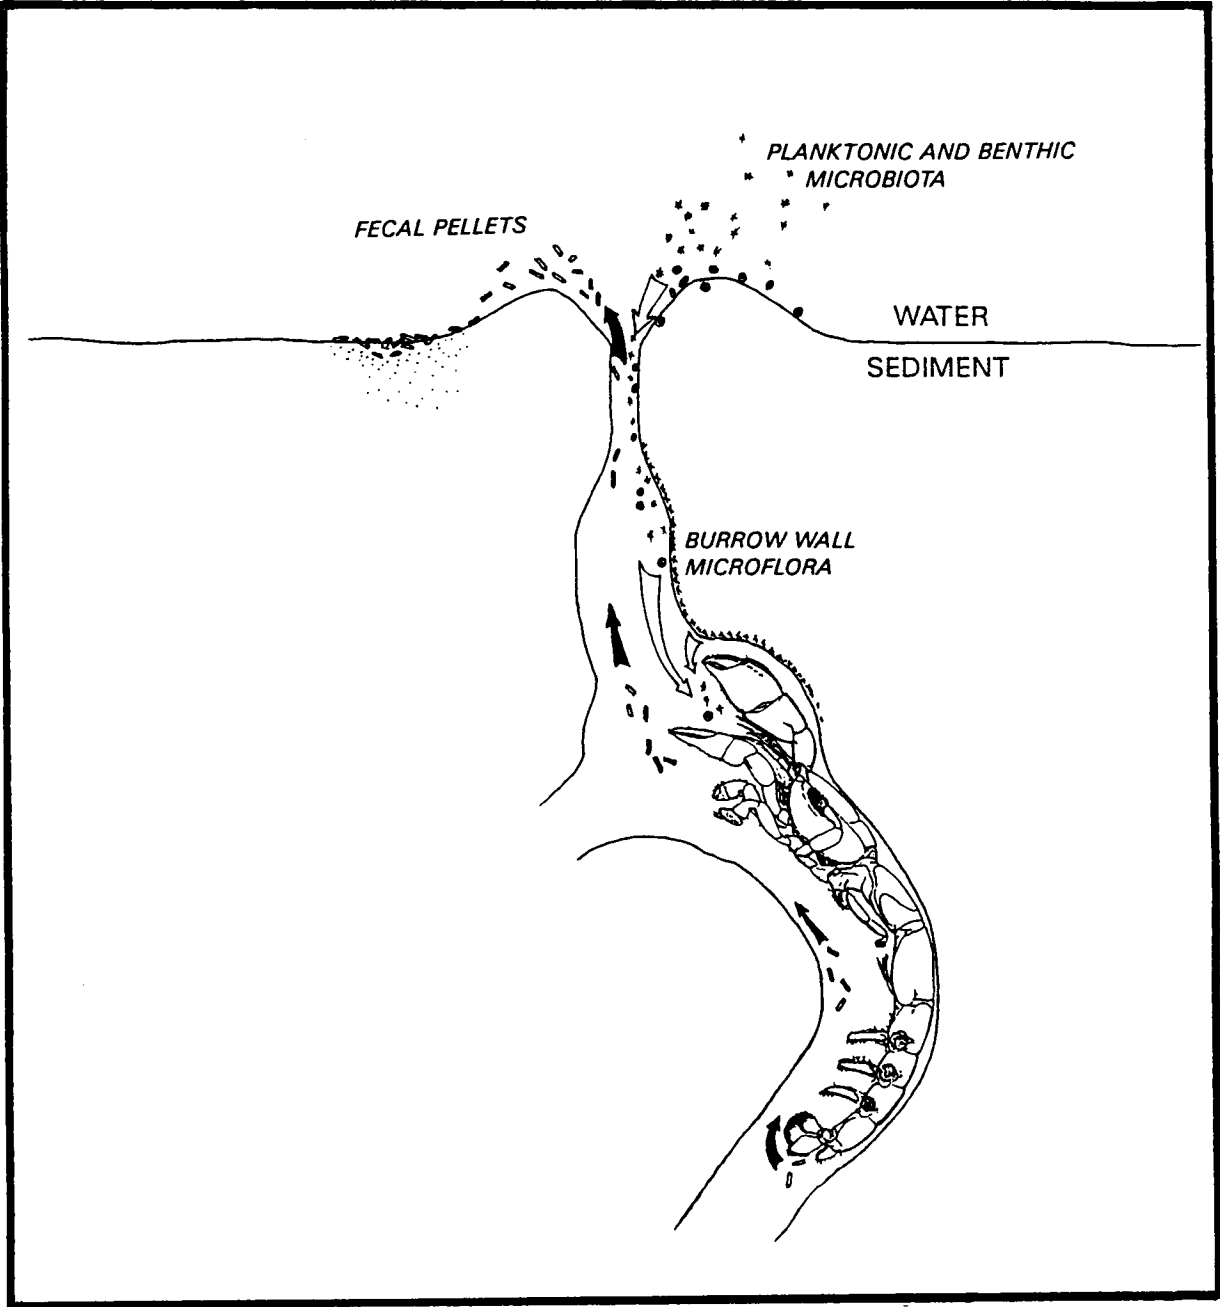 PLANKTONIC AND BENTHIC
MICROBIOTA
FECAL PELLETS
WATER
SEDIMENT
BURROW WALL
MICROFLORA